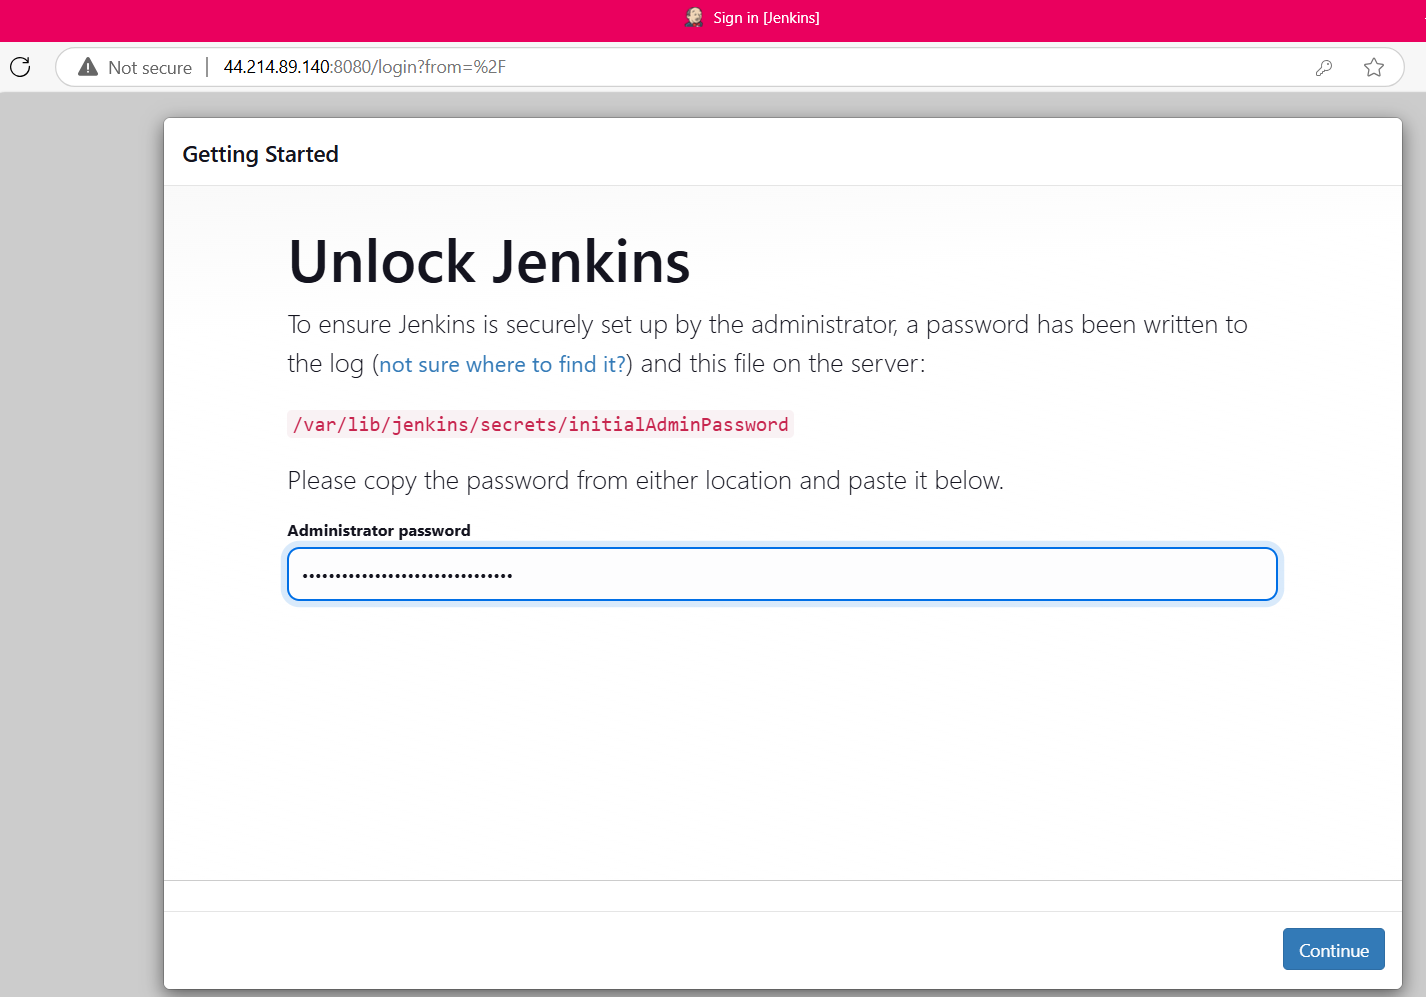 Sign in [Jenkins]
Not secure 44.214.89.140:8080/login?from=%2F
Getting Started
Unlock Jenkins
To ensure Jenkins is securely set up by the administrator, a password has been written to
the log (not sure where to find it?) and this file on the server:
/var/lib/jenkins/secrets/initialAdminPassword
Please copy the password from either location and paste it below.
Administrator password
••••••••••••••••••••••••••••••••
Continue